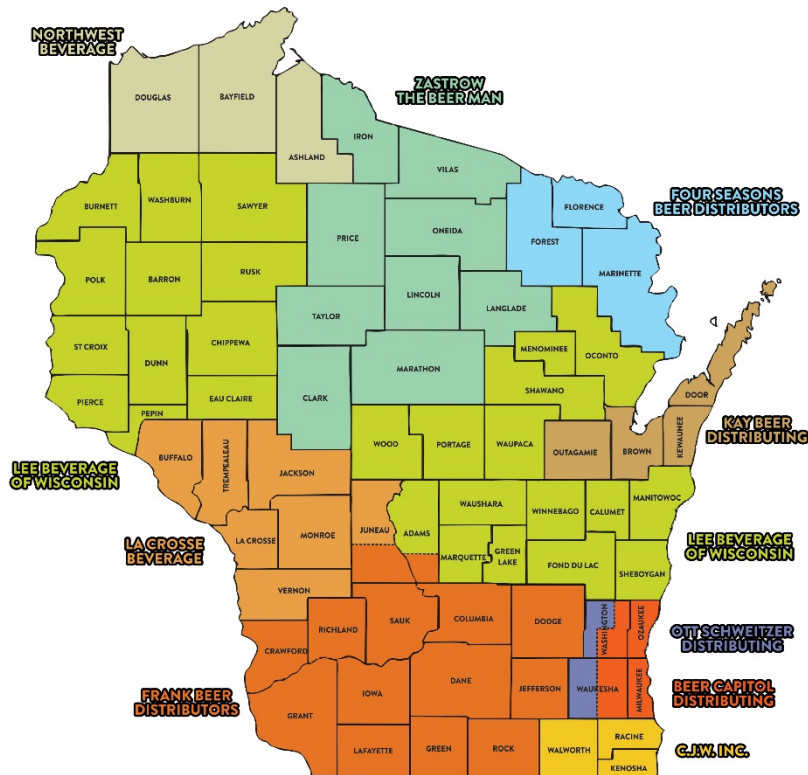 NORTHWEST
BEVERAGE
ZASTROW
THE BEER MAN
DOUGLAS
BAYFIELD
ASHLAND
IRON
VILAS
FOUR SEASONS
BEER DISTRIBUTORS
BURNETT
WASHBURN
SAWYER
FLORENCE
PRICE
ONEIDA
FOREST
MARINETTE
POLK
BARRON
RUSK
LINCOLN
LANGLADE
TAYLOR
ST CROIX
DUNN
CHIPPEWA
MENOMINEE
OCONTO
MARATHON
SHAWANO
PIERCE
EAU CLAIRE
CLARK
DOOR
PEPIN
KAY BEER
DISTRIBUTING
WOOD
PORTAGE
WAUPACA
OUTAGAMIE
BROWN
KEWAUNEE
LEE BEVERAGE
OF WISCONSIN
BUFFALO
TREMPEALEAU
JACKSON
WAUSHARA
WINNEBAGO
CALUMET
MANITOWOC
LA CROSSE
BEVERAGE
LA CROSSE
MONROE
JUNEAU
ADAMS
MARQUETTE
GREEN
LAKE
FOND DU LAC
SHEBOYGAN
LEE BEVERAGE
OF WISCONSIN
VERNON
SAUK
COLUMBIA
DODGE
WASHINGTON
OZAUKEE
OTT SCHWEITZER
DISTRIBUTING
RICHLAND
CRAWFORD
FRANK BEER
DISTRIBUTORS
IOWA
DANE
JEFFERSON
WAUKESHA
MILWAUKEE
BEER CAPITOL
DISTRIBUTING
GRANT
LAFAYETTE
GREEN
ROCK
WALWORTH
RACINE
KENOSHA
C.J.W. INC.